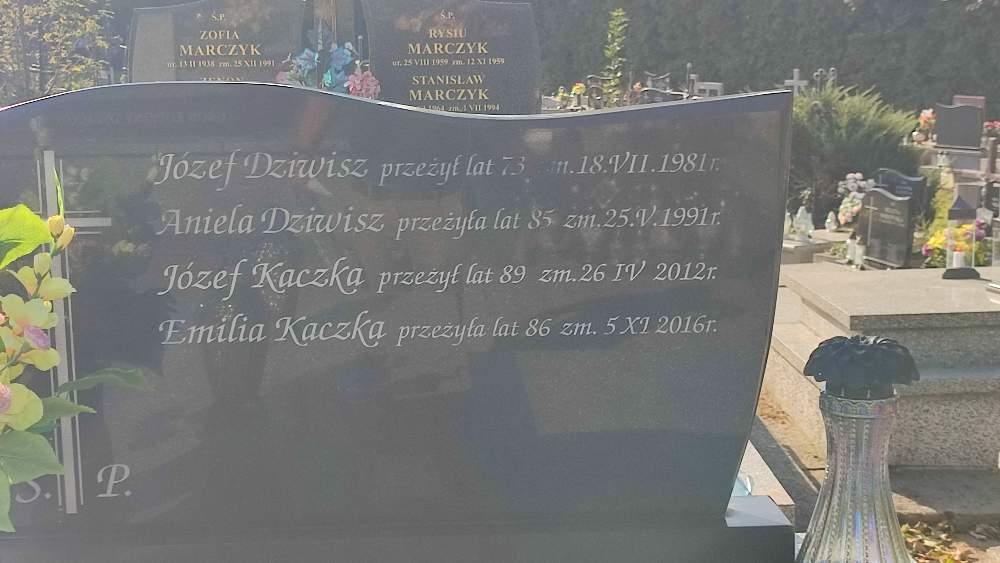 Ś.P.
ZOFIA
MARCZYK
ur. 13 II 1938 zm. 25 XII 1991
ZENON
Ś.P.
RYSIU
MARCZYK
ur. 25 VIII 1959 zm. 12 XI 1959
STANISŁAW
MARCZYK
1964 zm. 1 VII 1994
Józef Dziwisz przeżył lat 73 zm.18.VII.1981r.
Aniela Dziwisz przeżyła lat 85 zm.25.V.1991r.
Józef Kaczka przeżył lat 89 zm.26 IV 2012r.
Emilia Kaczka przeżyła lat 86 zm. 5 XI 2016r.
Ś. P.